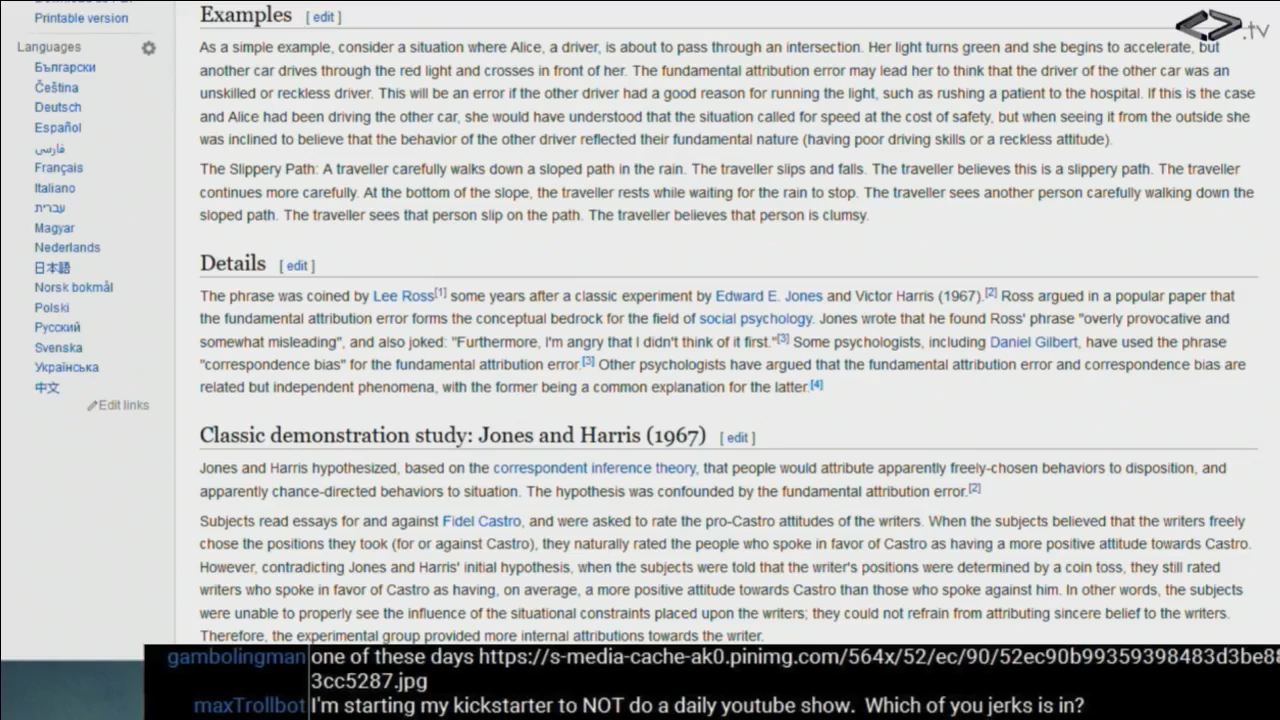 Printable version
Languages
Български
Čeština
Deutsch
Español
فارسی
Français
Italiano
עברית
Magyar
Nederlands
日本語
Norsk bokmål
Polski
Русский
Svenska
Українська
中文
Edit links
.tv
Examples [ edit ]
As a simple example, consider a situation where Alice, a driver, is about to pass through an intersection. Her light turns green and she begins to accelerate, but
another car drives through the red light and crosses in front of her. The fundamental attribution error may lead her to think that the driver of the other car was an
unskilled or reckless driver. This will be an error if the other driver had a good reason for running the light, such as rushing a patient to the hospital. If this is the case
and Alice had been driving the other car, she would have understood that the situation called for speed at the cost of safety, but when seeing it from the outside she
was inclined to believe that the behavior of the other driver reflected their fundamental nature (having poor driving skills or a reckless attitude).
The Slippery Path: A traveller carefully walks down a sloped path in the rain. The traveller slips and falls. The traveller believes this is a slippery path. The traveller
continues more carefully. At the bottom of the slope, the traveller rests while waiting for the rain to stop. The traveller sees another person carefully walking down the
sloped path. The traveller sees that person slip on the path. The traveller believes that person is clumsy.
Details [ edit ]
The phrase was coined by Lee Ross[1] some years after a classic experiment by Edward E. Jones and Victor Harris (1967).[2] Ross argued in a popular paper that
the fundamental attribution error forms the conceptual bedrock for the field of social psychology. Jones wrote that he found Ross' phrase "overly provocative and
somewhat misleading", and also joked: "Furthermore, I'm angry that I didn't think of it first."[3] Some psychologists, including Daniel Gilbert, have used the phrase
"correspondence bias" for the fundamental attribution error.[3] Other psychologists have argued that the fundamental attribution error and correspondence bias are
related but independent phenomena, with the former being a common explanation for the latter.[4]
Classic demonstration study: Jones and Harris (1967) [ edit ]
Jones and Harris hypothesized, based on the correspondent inference theory, that people would attribute apparently freely-chosen behaviors to disposition, and
apparently chance-directed behaviors to situation. The hypothesis was confounded by the fundamental attribution error.[2]
Subjects read essays for and against Fidel Castro, and were asked to rate the pro-Castro attitudes of the writers. When the subjects believed that the writers freely
chose the positions they took (for or against Castro), they naturally rated the people who spoke in favor of Castro as having a more positive attitude towards Castro.
However, contradicting Jones and Harris' initial hypothesis, when the subjects were told that the writer's positions were determined by a coin toss, they still rated
writers who spoke in favor of Castro as having, on average, a more positive attitude towards Castro than those who spoke against him. In other words, the subjects
were unable to properly see the influence of the situational constraints placed upon the writers; they could not refrain from attributing sincere belief to the writers.
Therefore, the experimental group provided more internal attributions towards the writer.
gambolingman one of these days https://s-media-cache-ak0.pinimg.com/564x/52/ec/90/52ec90b99359398483d3be88
3cc5287.jpg
maxTrollbot I'm starting my kickstarter to NOT do a daily youtube show. Which of you jerks is in?